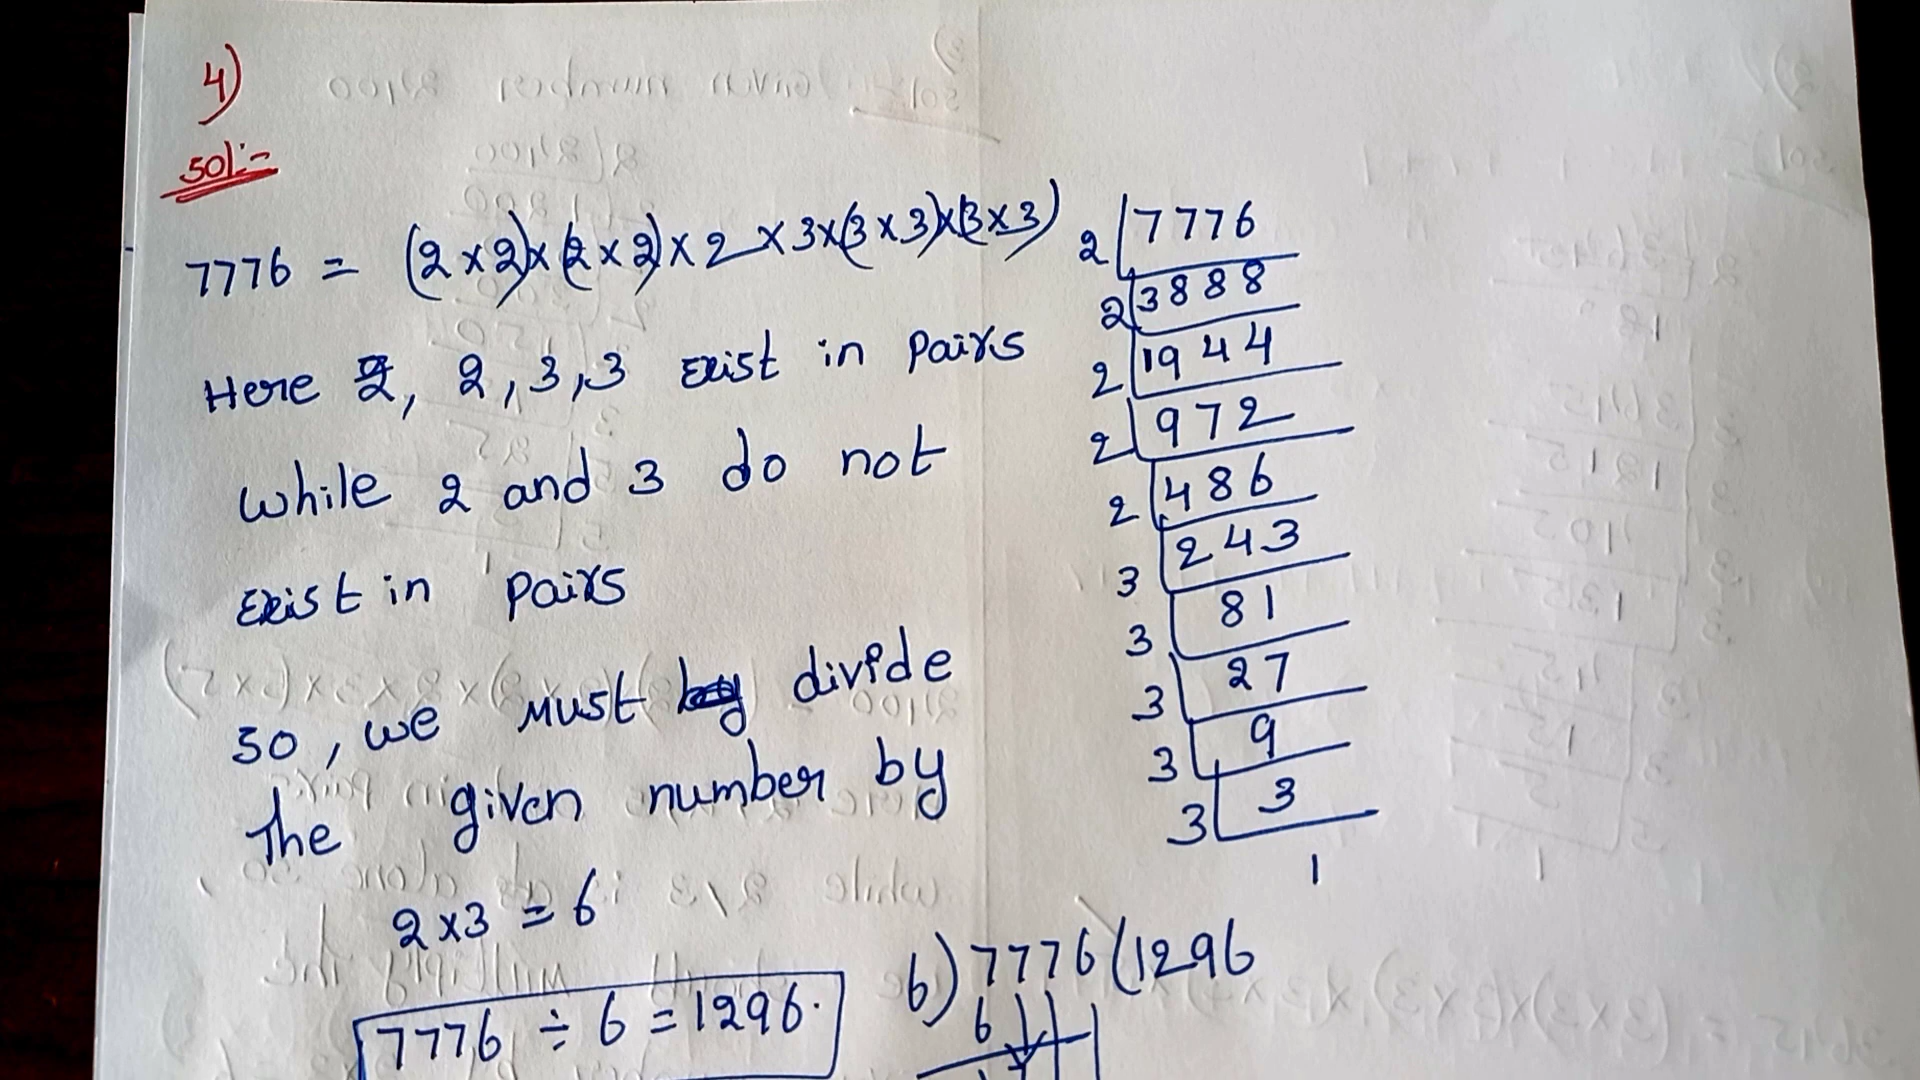 4)
sol:-
7776 = (2×2)×(2×2)×2×3×(3×3)×(3×3)
Here 2, 2, 3, 3 Exist in pairs
while 2 and 3 do not
Exist in pairs
so, we must divide
the given number by
2×3 = 6
7776 ÷ 6 = 1296.
2 7776
2 3888
2 1944
2 972
2 486
3 243
3 81
3 27
3 9
3 3
1
6) 7776 (1296
6